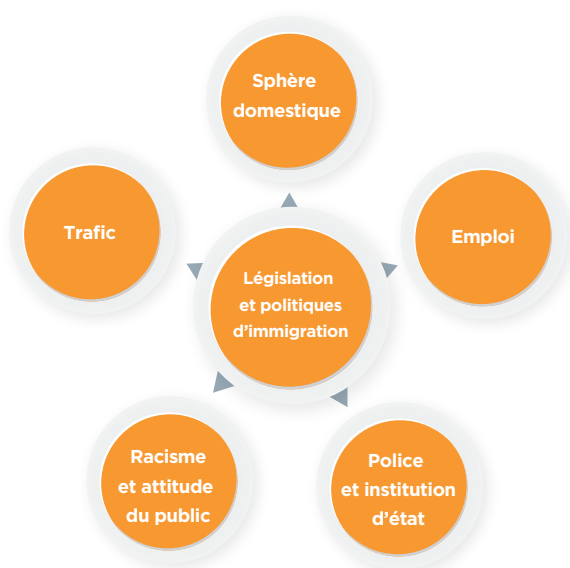 Sphère
domestique
Trafic
Emploi
Législation
et politiques
d'immigration
Racisme
et attitude
du public
Police
et institution
d'état